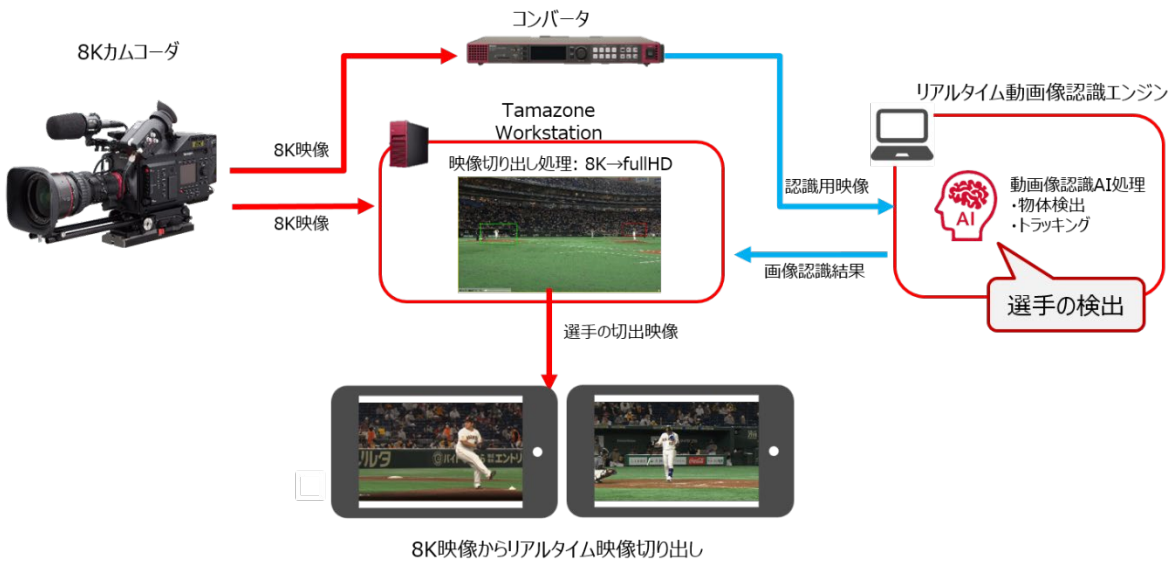 コンバータ
8Kカムコーダ
リアルタイム動画像認識エンジン
Tamazone
Workstation
8K映像
映像切り出し処理: 8K→fullHD
認識用映像
動画像認識AI処理
・物体検出
・トラッキング
AI
8K映像
画像認識結果
選手の検出
選手の切出映像
8K映像からリアルタイム映像切り出し